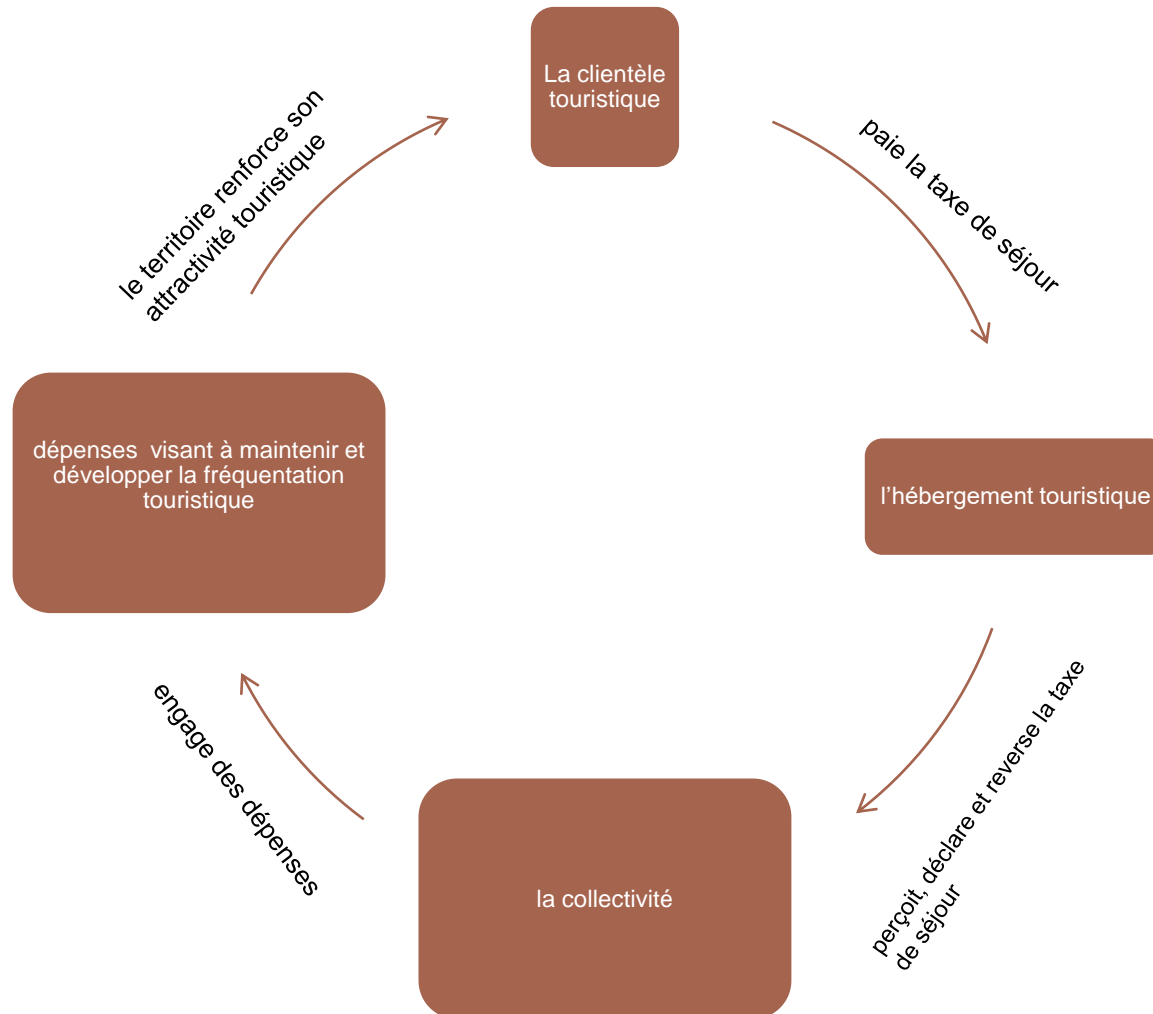 La clientèle
touristique
paie la taxe de séjour
l’hébergement touristique
perçoit, déclare et reverse la taxe
de séjour
la collectivité
engage des dépenses
dépenses  visant à maintenir et
développer la fréquentation
touristique
le territoire renforce son
attractivité touristique